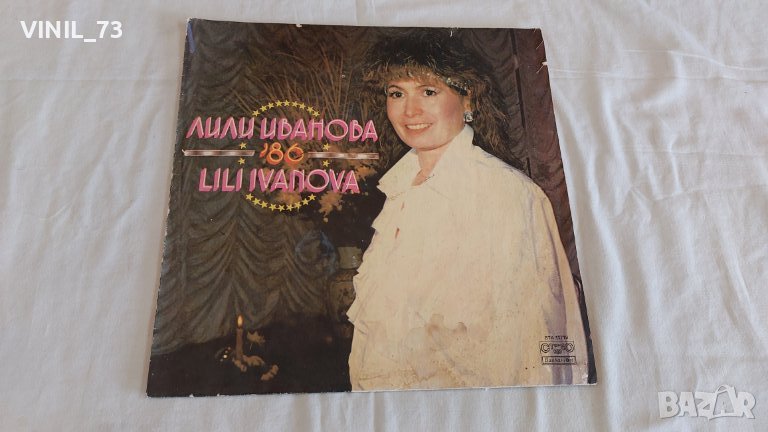 VINIL_73
ЛИЛИ ИВАНОВА
'86
LILI IVANOVA
BAZAR